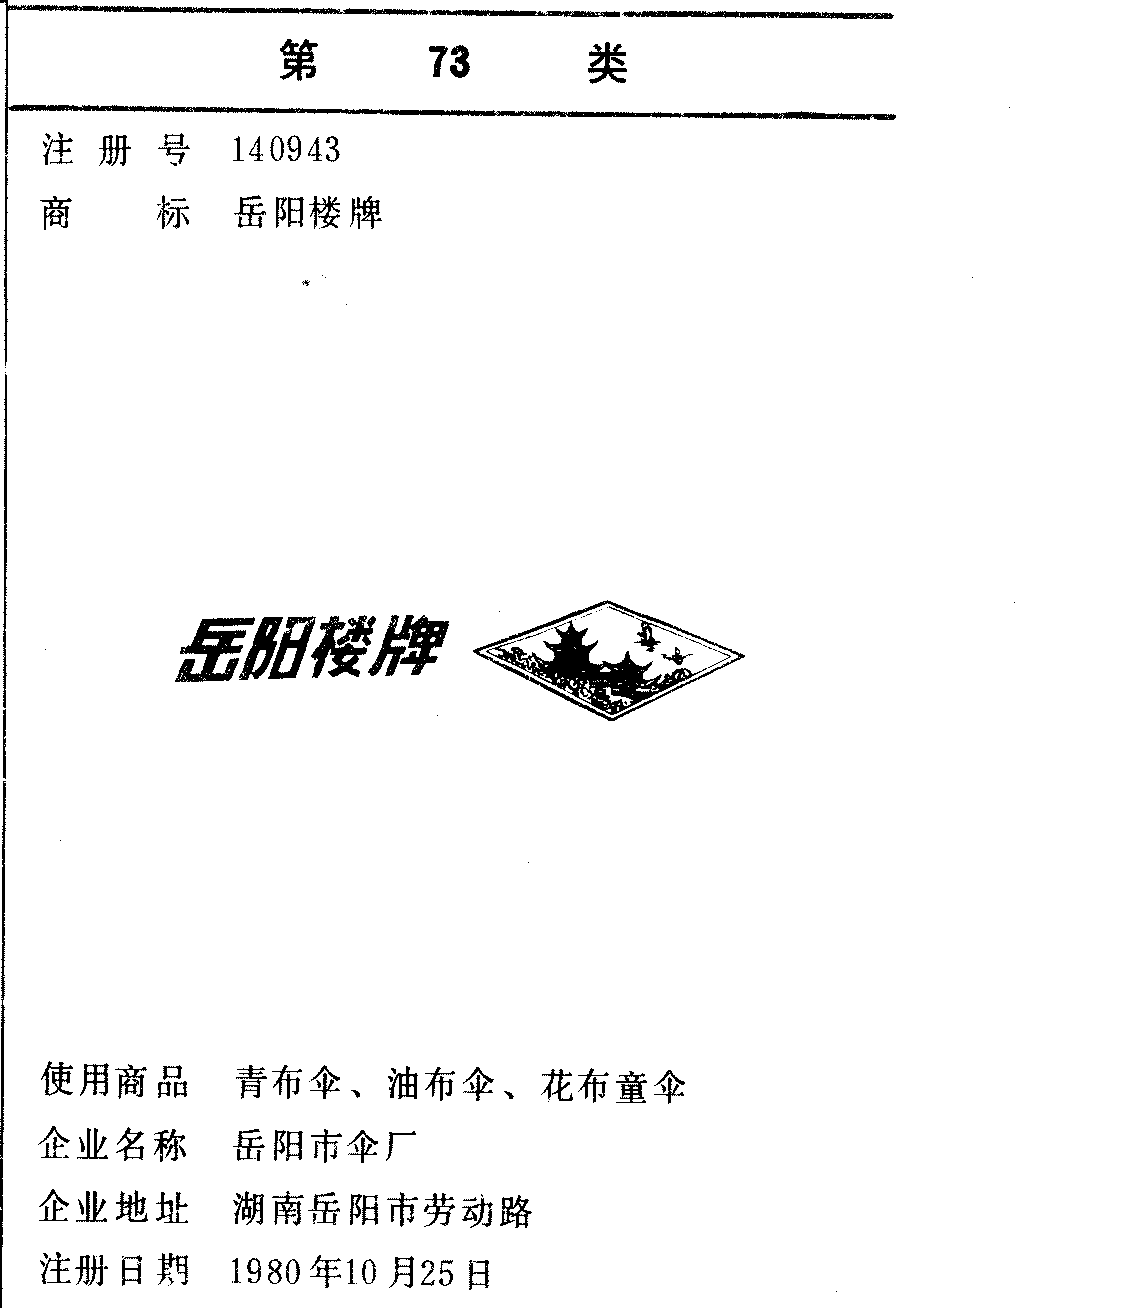 第 73 类
注册号 140943
商标 岳阳楼牌
岳阳楼牌
使用商品 青布伞、油布伞、花布童伞
企业名称 岳阳市伞厂
企业地址 湖南岳阳市劳动路
注册日期 1980年10月25日